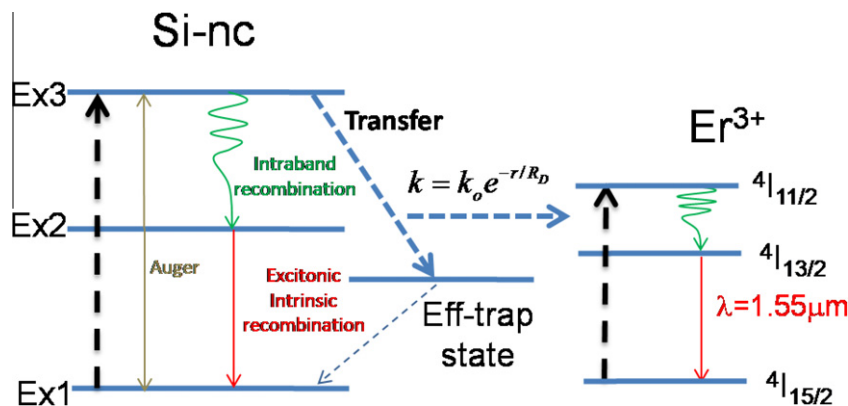 Si-nc
Ex3
Transfer
Er³⁺
Intraband
recombination
k = kₒe^{-r/R_D}
⁴I₁₁/₂
Ex2
Auger
Excitonic
Intrinsic
recombination
⁴I₁₃/₂
Eff-trap
state
λ=1.55μm
Ex1
⁴I₁₅/₂